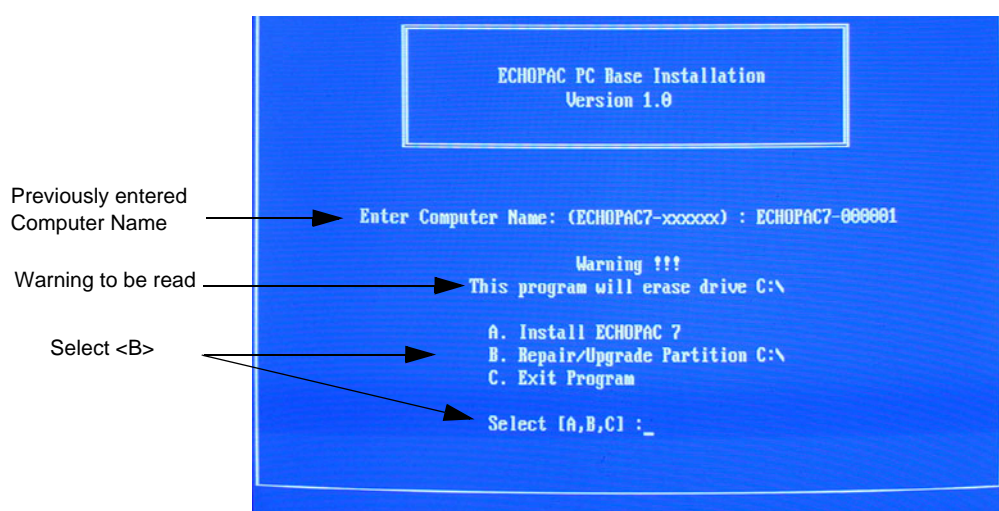 ECHOPAC PC Base Installation
Version 1.0
Previously entered
Computer Name
Enter Computer Name: (ECHOPAC7-xxxxxx) : ECHOPAC7-000001
Warning !!!
Warning to be read
This program will erase drive C:\
A. Install ECHOPAC 7
Select <B>
B. Repair/Upgrade Partition C:\
C. Exit Program
Select [A,B,C] :_